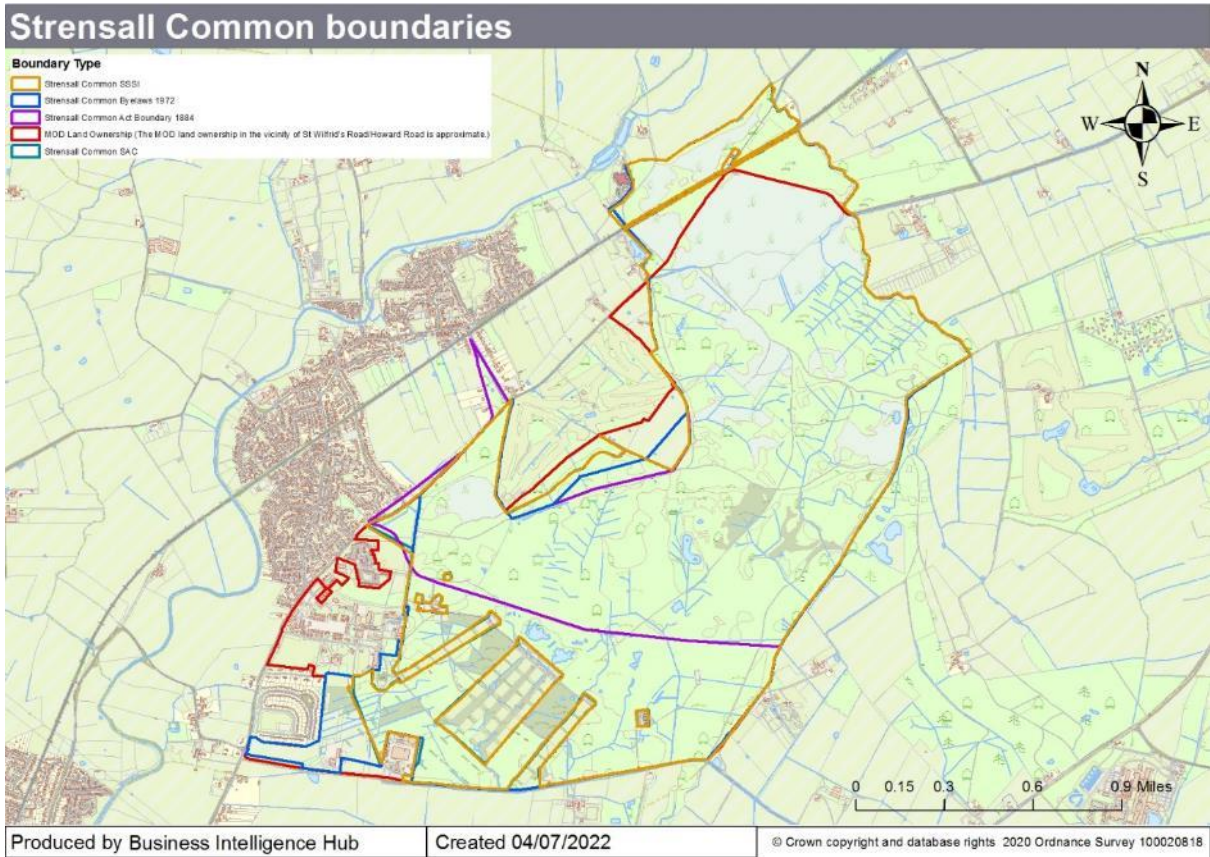 Strensall Common boundaries
Boundary Type
Strensall Common SSSI
Strensall Common Byelaws 1972
Strensall Common Act Boundary 1884
MOD Land Ownership (The MOD land ownership in the vicinity of St Wilfrid's Road/Howard Road is approximate.)
Strensall Common SAC
N
W E
S
0 0.15 0.3 0.6 0.9 Miles
Produced by Business Intelligence Hub
Created 04/07/2022
© Crown copyright and database rights 2020 Ordnance Survey 100020818